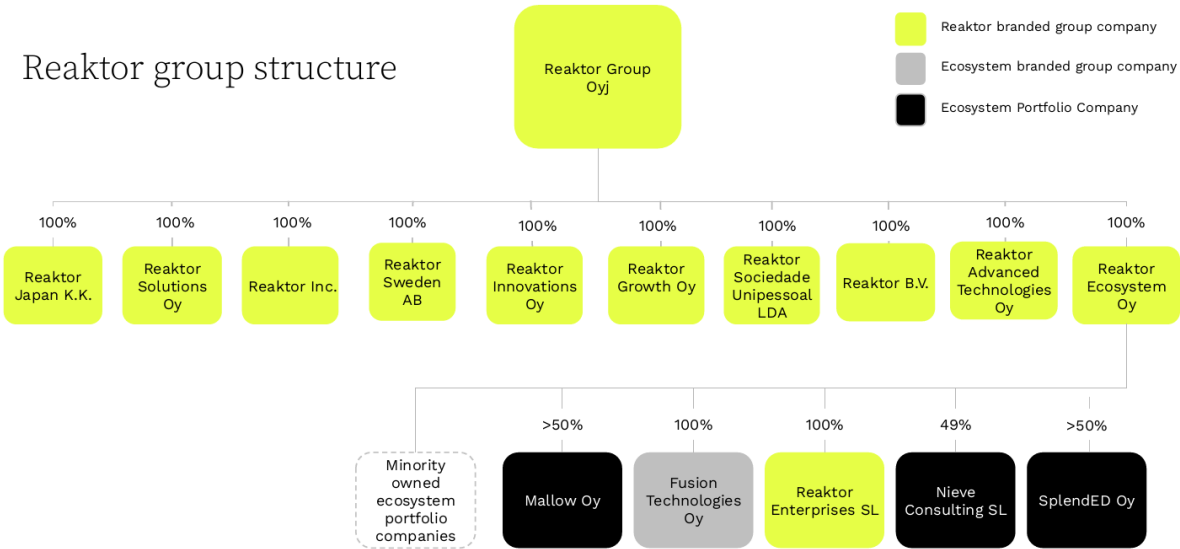 Reaktor group structure
Reaktor Group
Oyj
Reaktor branded group company
Ecosystem branded group company
Ecosystem Portfolio Company
100%
100%
100%
100%
100%
100%
100%
100%
100%
100%
Reaktor
Japan K.K.
Reaktor
Solutions
Oy
Reaktor Inc.
Reaktor
Sweden
AB
Reaktor
Innovations
Oy
Reaktor
Growth Oy
Reaktor
Sociedade
Unipessoal
LDA
Reaktor B.V.
Reaktor
Advanced
Technologies
Oy
Reaktor
Ecosystem
Oy
>50%
100%
100%
49%
>50%
Minority
owned
ecosystem
portfolio
companies
Mallow Oy
Fusion
Technologies
Oy
Reaktor
Enterprises SL
Nieve
Consulting SL
SplendED Oy